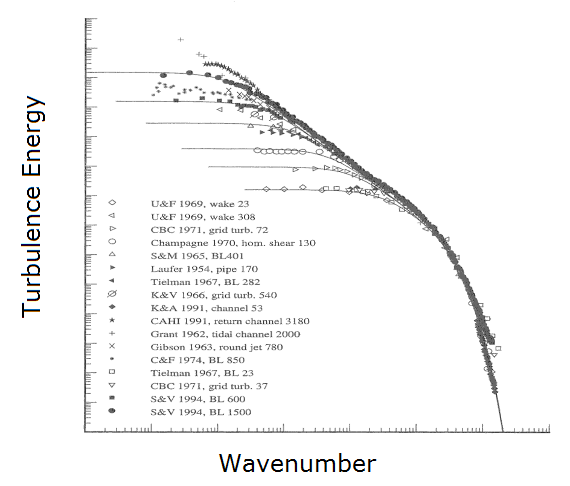 Turbulence Energy
U&F 1969, wake 23
U&F 1969, wake 308
CBC 1971, grid turb. 72
Champagne 1970, hom. shear 130
S&M 1965, BL401
Laufer 1954, pipe 170
Tielman 1967, BL 282
K&V 1966, grid turb. 540
K&A 1991, channel 53
CAHI 1991, return channel 3180
Grant 1962, tidal channel 2000
Gibson 1963, round jet 780
C&F 1974, BL 850
Tielman 1967, BL 23
CBC 1971, grid turb. 37
S&V 1994, BL 600
S&V 1994, BL 1500
Wavenumber